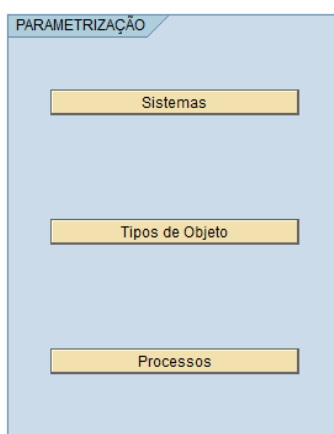 PARAMETRIZAÇÃO
Sistemas
Tipos de Objeto
Processos